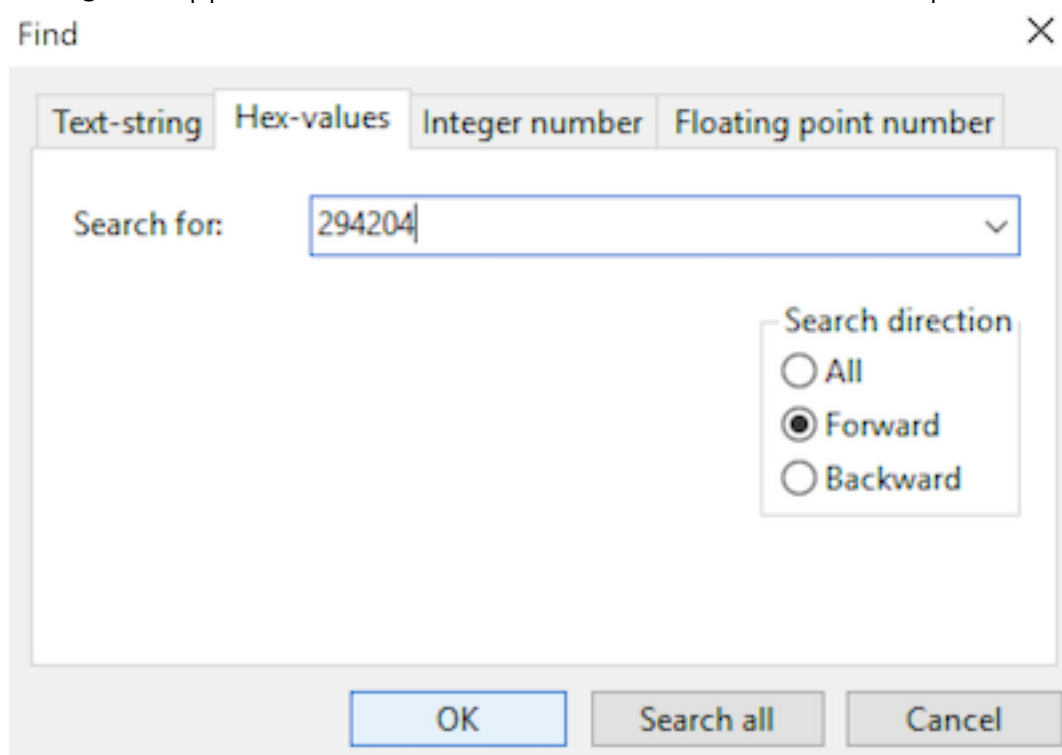 Find
Text-string Hex-values Integer number Floating point number
Search for: 294204
Search direction
All
Forward
Backward
OK Search all Cancel